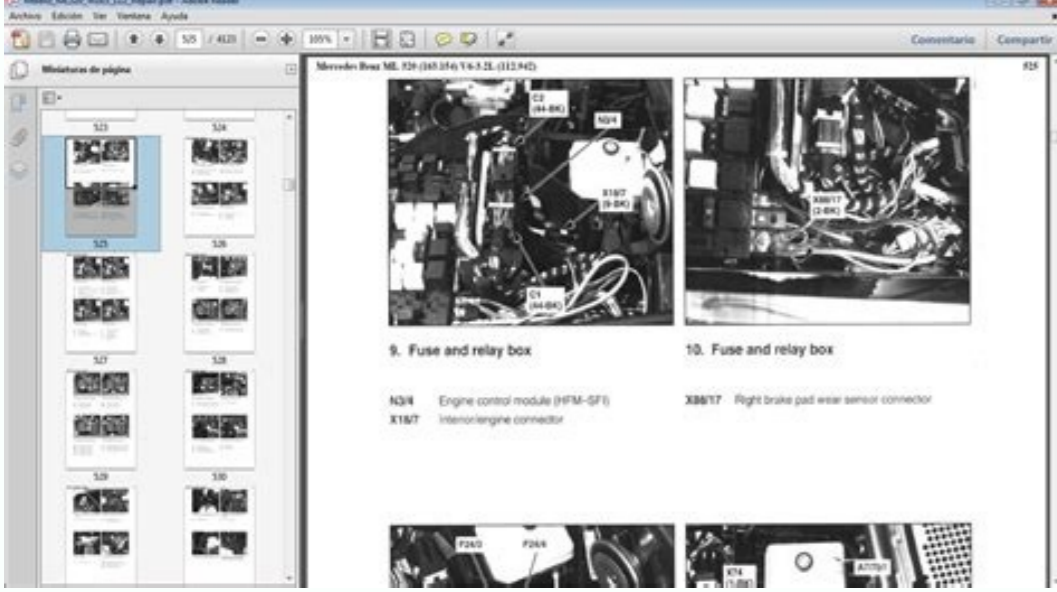 Archivo Edición Ver Ventana Ayuda
525 / 4123 105% Comentario Compartir
Miniaturas de página
523 524
525 526
527 528
529 530
Mercedes Benz ML 320 (163.154) V6-3.2L (112.942) 525
C2
(44-BK)
N3/4
X18/7
(9-BK)
C1
(44-BK)
X88/17
(2-BK)
9. Fuse and relay box
10. Fuse and relay box
N3/4 Engine control module (HFM-SFI)
X18/7 Interior/engine connector
X88/17 Right brake pad wear sensor connector
F24/3 F24/4
K74
(1-BK)